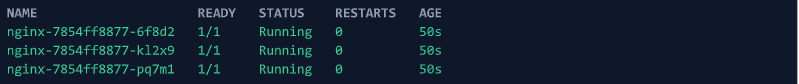 NAME READY STATUS RESTARTS AGE
nginx-7854ff8877-6f8d2 1/1 Running 0 50s
nginx-7854ff8877-kl2x9 1/1 Running 0 50s
nginx-7854ff8877-pq7m1 1/1 Running 0 50s